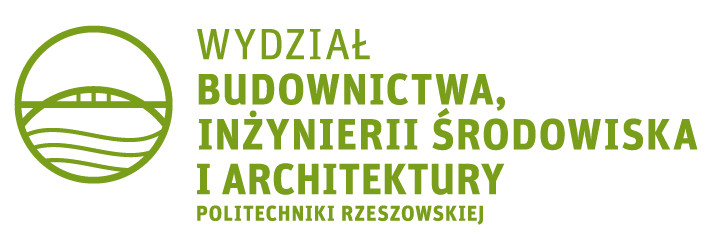 WYDZIAŁ
BUDOWNICTWA,
INŻYNIERII ŚRODOWISKA
I ARCHITEKTURY
POLITECHNIKI RZESZOWSKIEJ